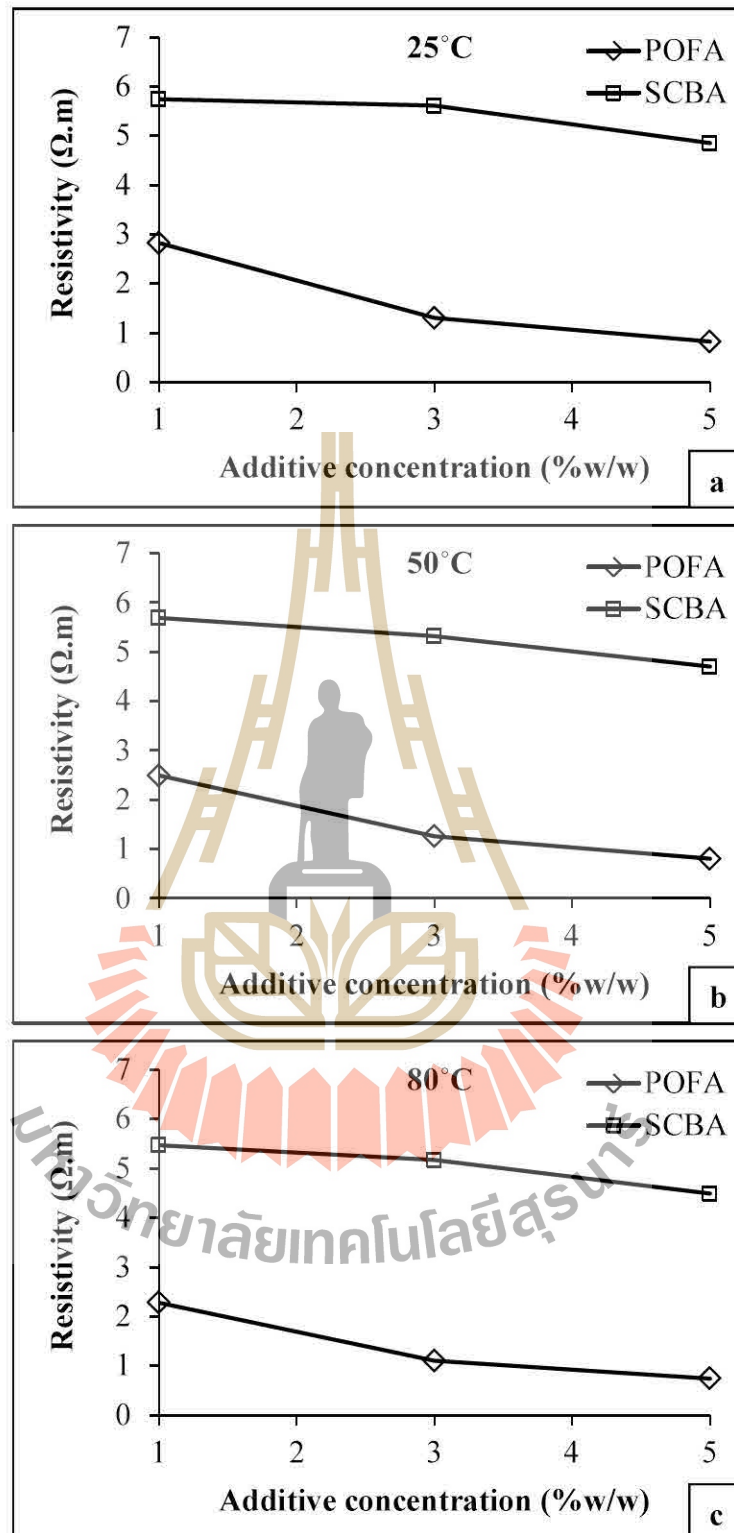 25°C
POFA
SCBA
Resistivity (Ω.m)
7
6
5
4
3
2
1
0
1 2 3 4 5
Additive concentration (%w/w)
a
50°C
POFA
SCBA
Resistivity (Ω.m)
7
6
5
4
3
2
1
0
1 2 3 4 5
Additive concentration (%w/w)
b
80°C
POFA
SCBA
Resistivity (Ω.m)
7
6
5
4
3
2
1
0
1 2 3 4 5
Additive concentration (%w/w)
c
มหาวิทยาลัยเทคโนโลยีสุรนารี